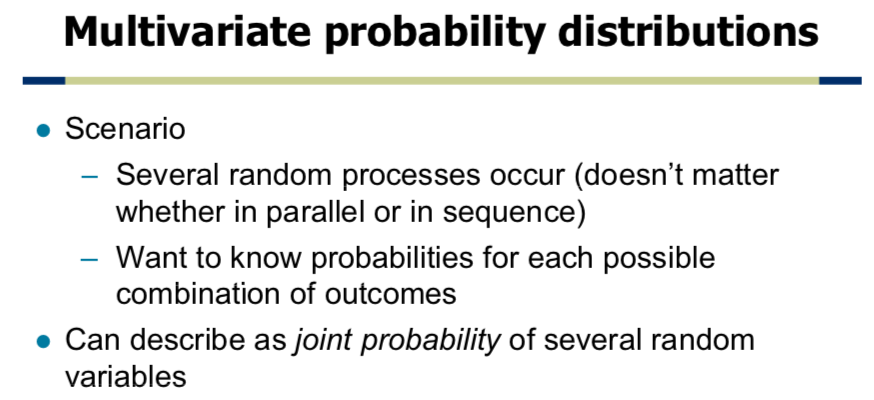 Multivariate probability distributions
● Scenario
– Several random processes occur (doesn’t matter
whether in parallel or in sequence)
– Want to know probabilities for each possible
combination of outcomes
● Can describe as joint probability of several random
variables